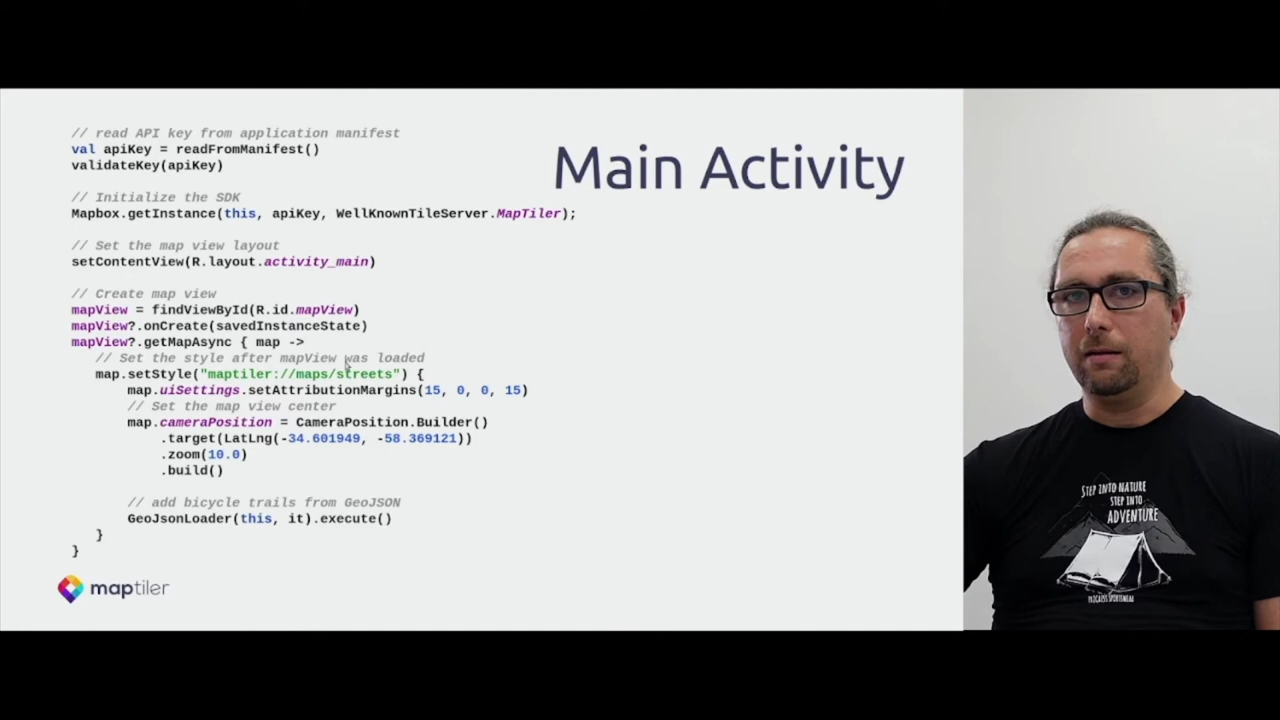 // read API key from application manifest
val apiKey = readFromManifest()
validateKey(apiKey)
Main Activity
// Initialize the SDK
Mapbox.getInstance(this, apiKey, WellKnownTileServer.MapTiler);
// Set the map view layout
setContentView(R.layout.activity_main)
// Create map view
mapView = findViewById(R.id.mapView)
mapView?.onCreate(savedInstanceState)
mapView?.getMapAsync { map ->
// Set the style after mapView was loaded
map.setStyle("maptiler://maps/streets") {
map.uiSettings.setAttributionMargins(15, 0, 0, 15)
// Set the map view center
map.cameraPosition = CameraPosition.Builder()
.target(LatLng(-34.601949, -58.369121))
.zoom(10.0)
.build()
// add bicycle trails from GeoJSON
GeoJsonLoader(this, it).execute()
}
}
maptiler
STEP INTO NATURE
STEP INTO
ADVENTURE